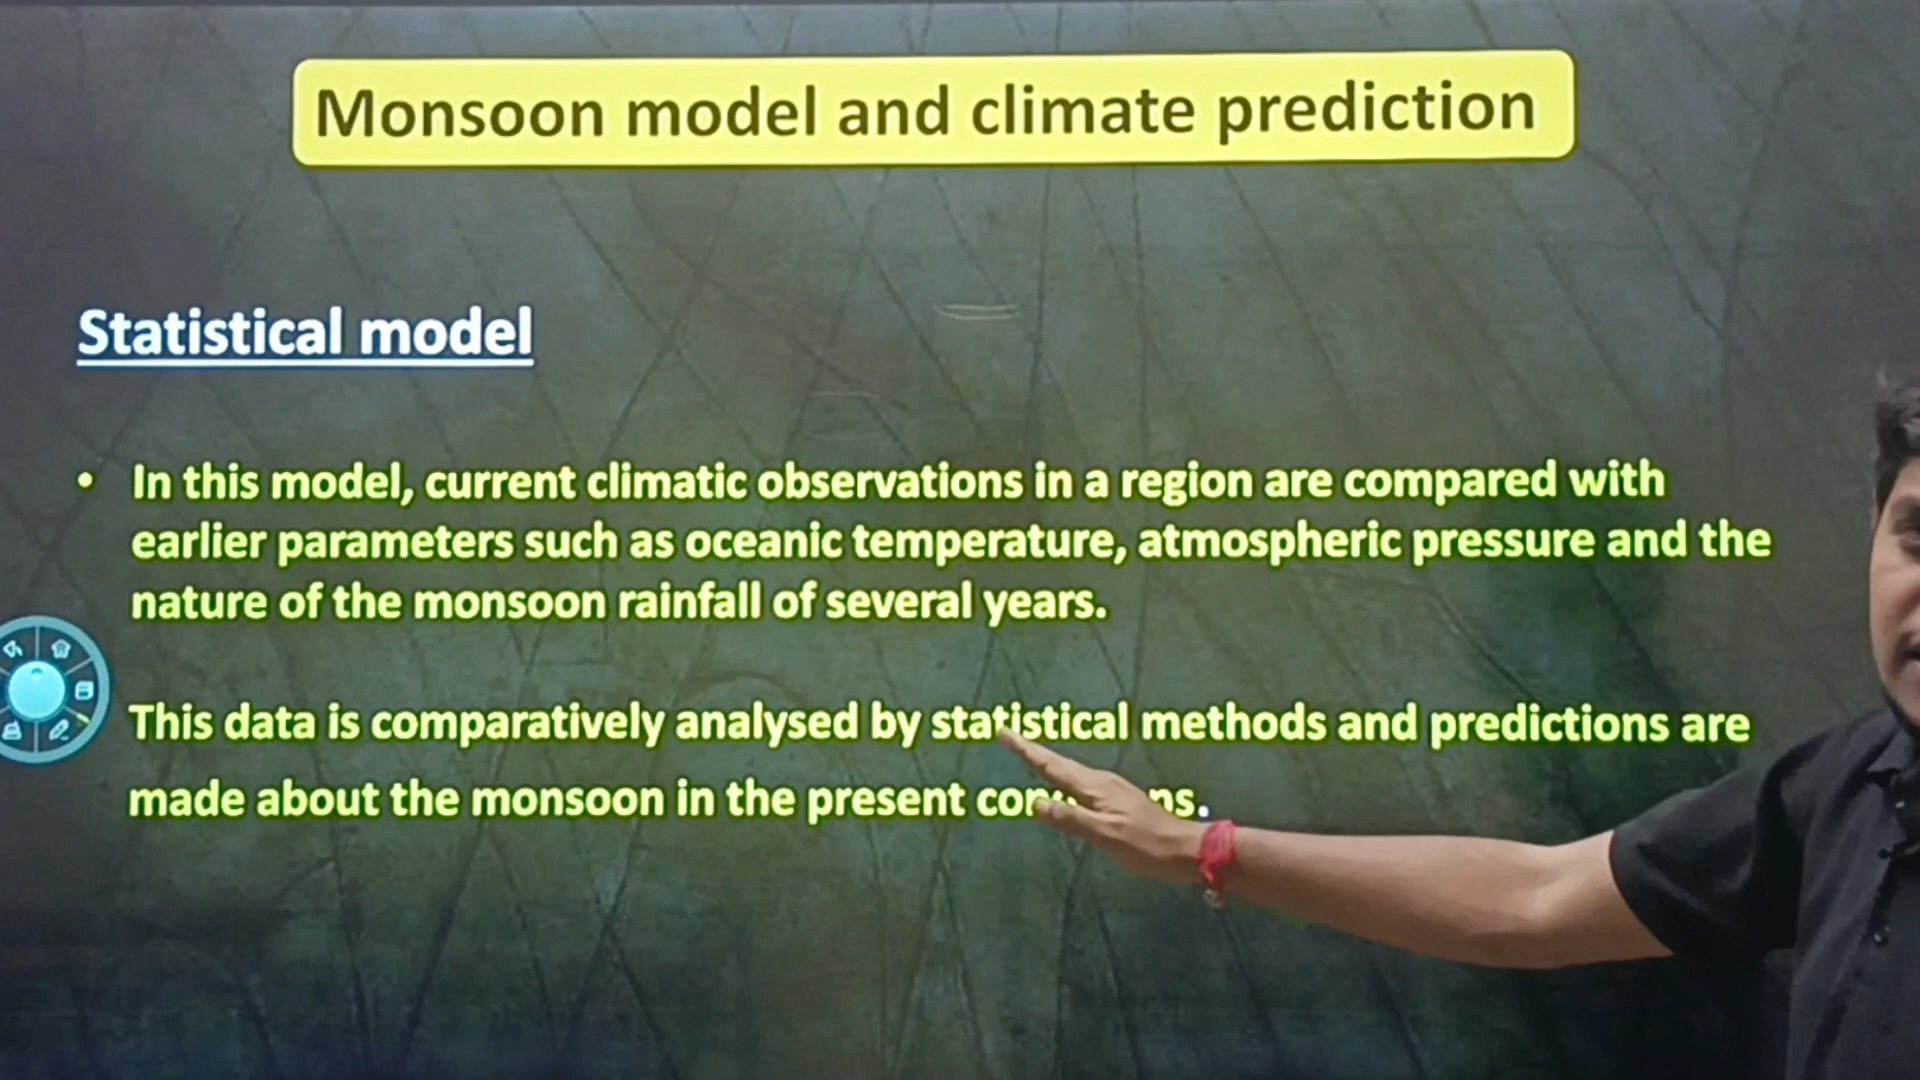 Monsoon model and climate prediction
Statistical model
• In this model, current climatic observations in a region are compared with
earlier parameters such as oceanic temperature, atmospheric pressure and the
nature of the monsoon rainfall of several years.
This data is comparatively analysed by statistical methods and predictions are
made about the monsoon in the present